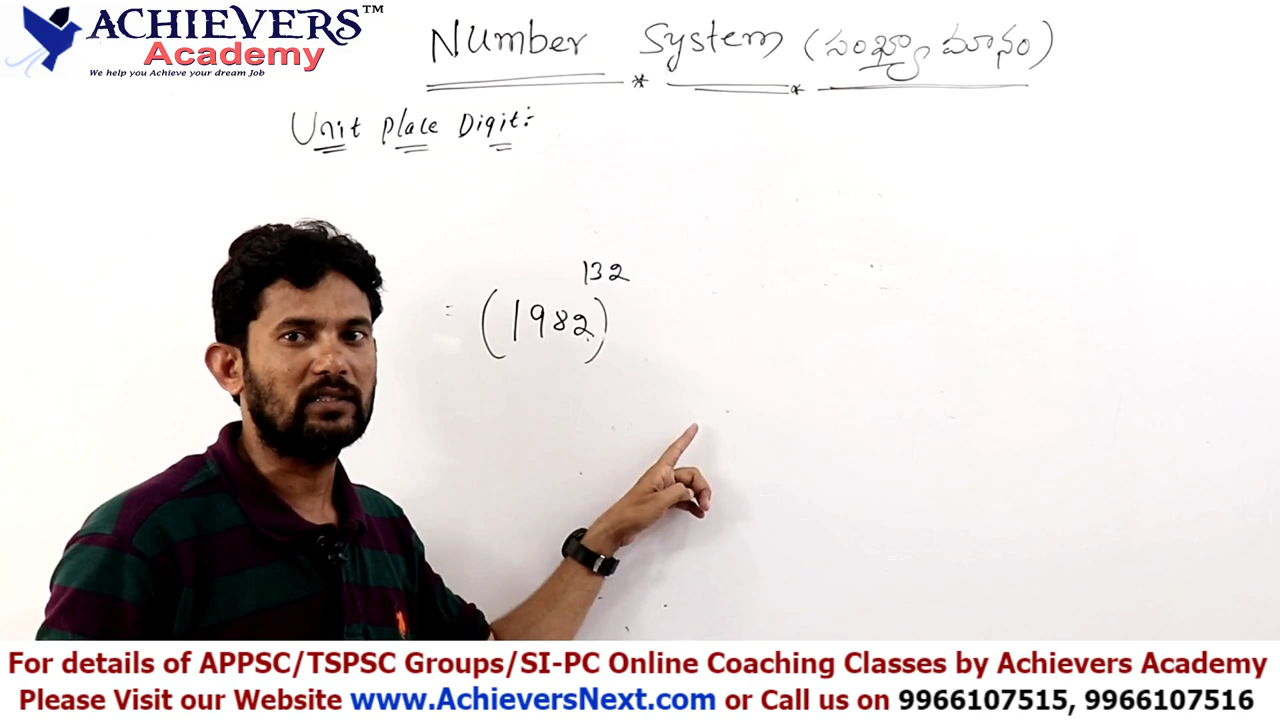 ACHIEVERS™
Academy
We help you Achieve your dream Job
Number System (సంఖ్యా మానం)
Unit Place Digit:-
132
= (1982)
For details of APPSC/TSPSC Groups/SI-PC Online Coaching Classes by Achievers Academy
Please Visit our Website www.AchieversNext.com or Call us on 9966107515, 9966107516